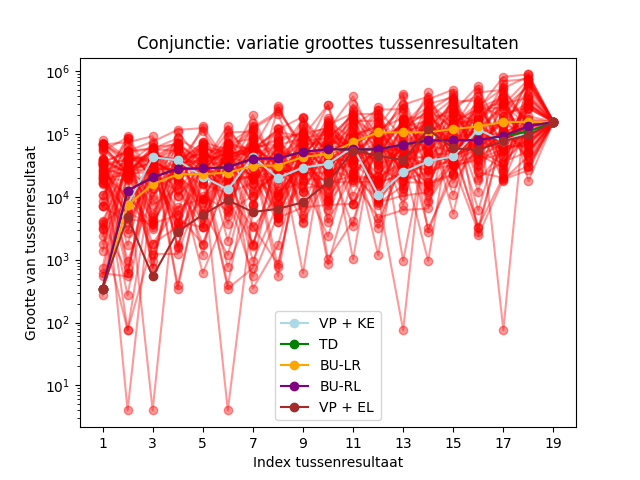 Conjunctie: variatie groottes tussenresultaten
Grootte van tussenresultaat
10⁶
10⁵
10⁴
10³
10²
10¹
VP + KE
TD
BU-LR
BU-RL
VP + EL
1 3 5 7 9 11 13 15 17 19
Index tussenresultaat